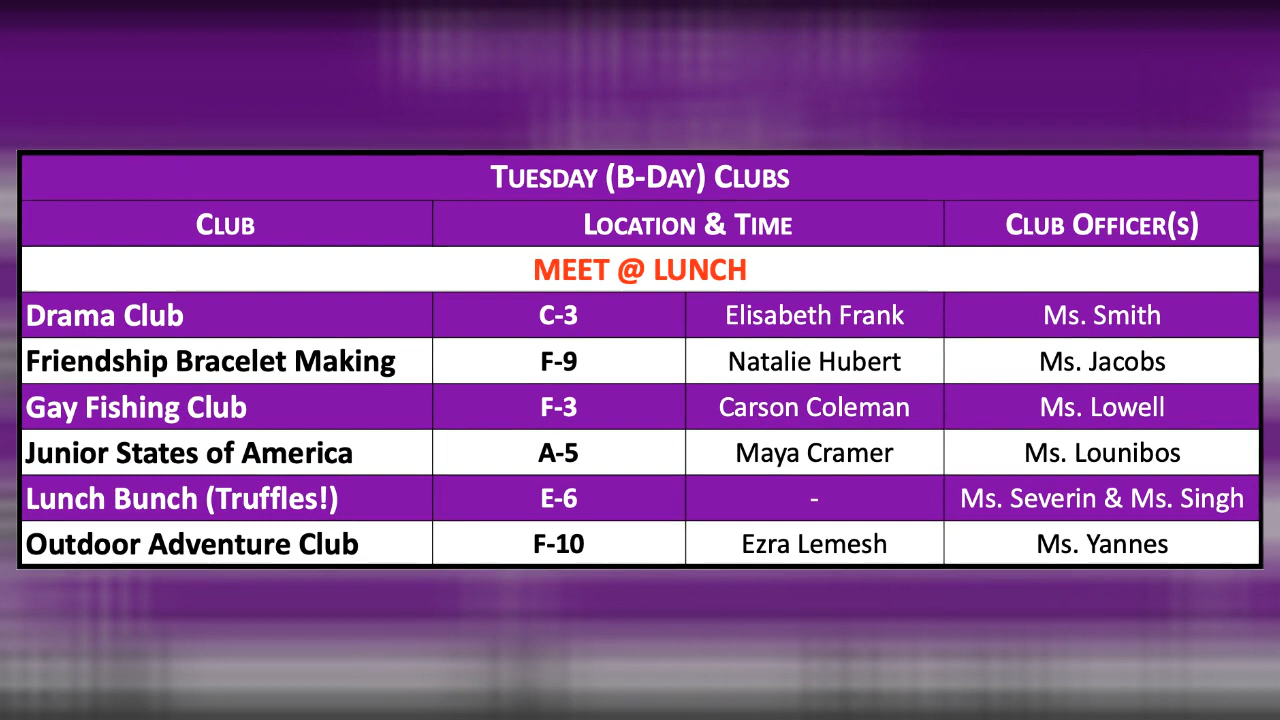 TUESDAY (B-DAY) CLUBS
CLUB LOCATION & TIME CLUB OFFICER(S)
MEET @ LUNCH
Drama Club C-3 Elisabeth Frank Ms. Smith
Friendship Bracelet Making F-9 Natalie Hubert Ms. Jacobs
Gay Fishing Club F-3 Carson Coleman Ms. Lowell
Junior States of America A-5 Maya Cramer Ms. Lounibos
Lunch Bunch (Truffles!) E-6 - Ms. Severin & Ms. Singh
Outdoor Adventure Club F-10 Ezra Lemesh Ms. Yannes